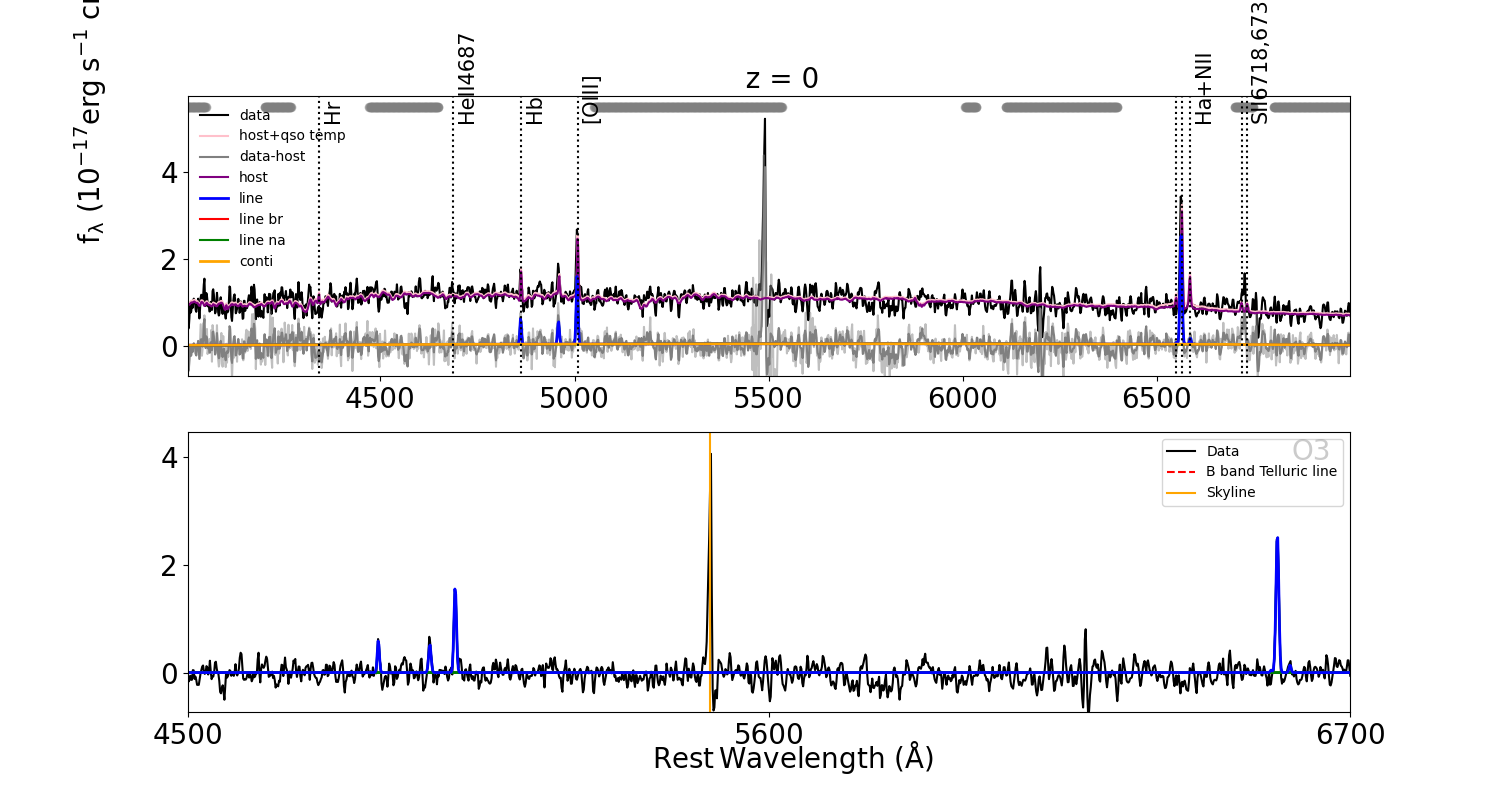 z = 0
fλ (10−17erg s−1 c
Hr
HeII4687
Hb
[OIII]
Ha+NII
SII6718,673
data
host+qso temp
data-host
host
line
line br
line na
conti
4
2
0
4500
5000
5500
6000
6500
O3
Data
B band Telluric line
Skyline
4
2
0
4500
5600
6700
Rest Wavelength (Å)